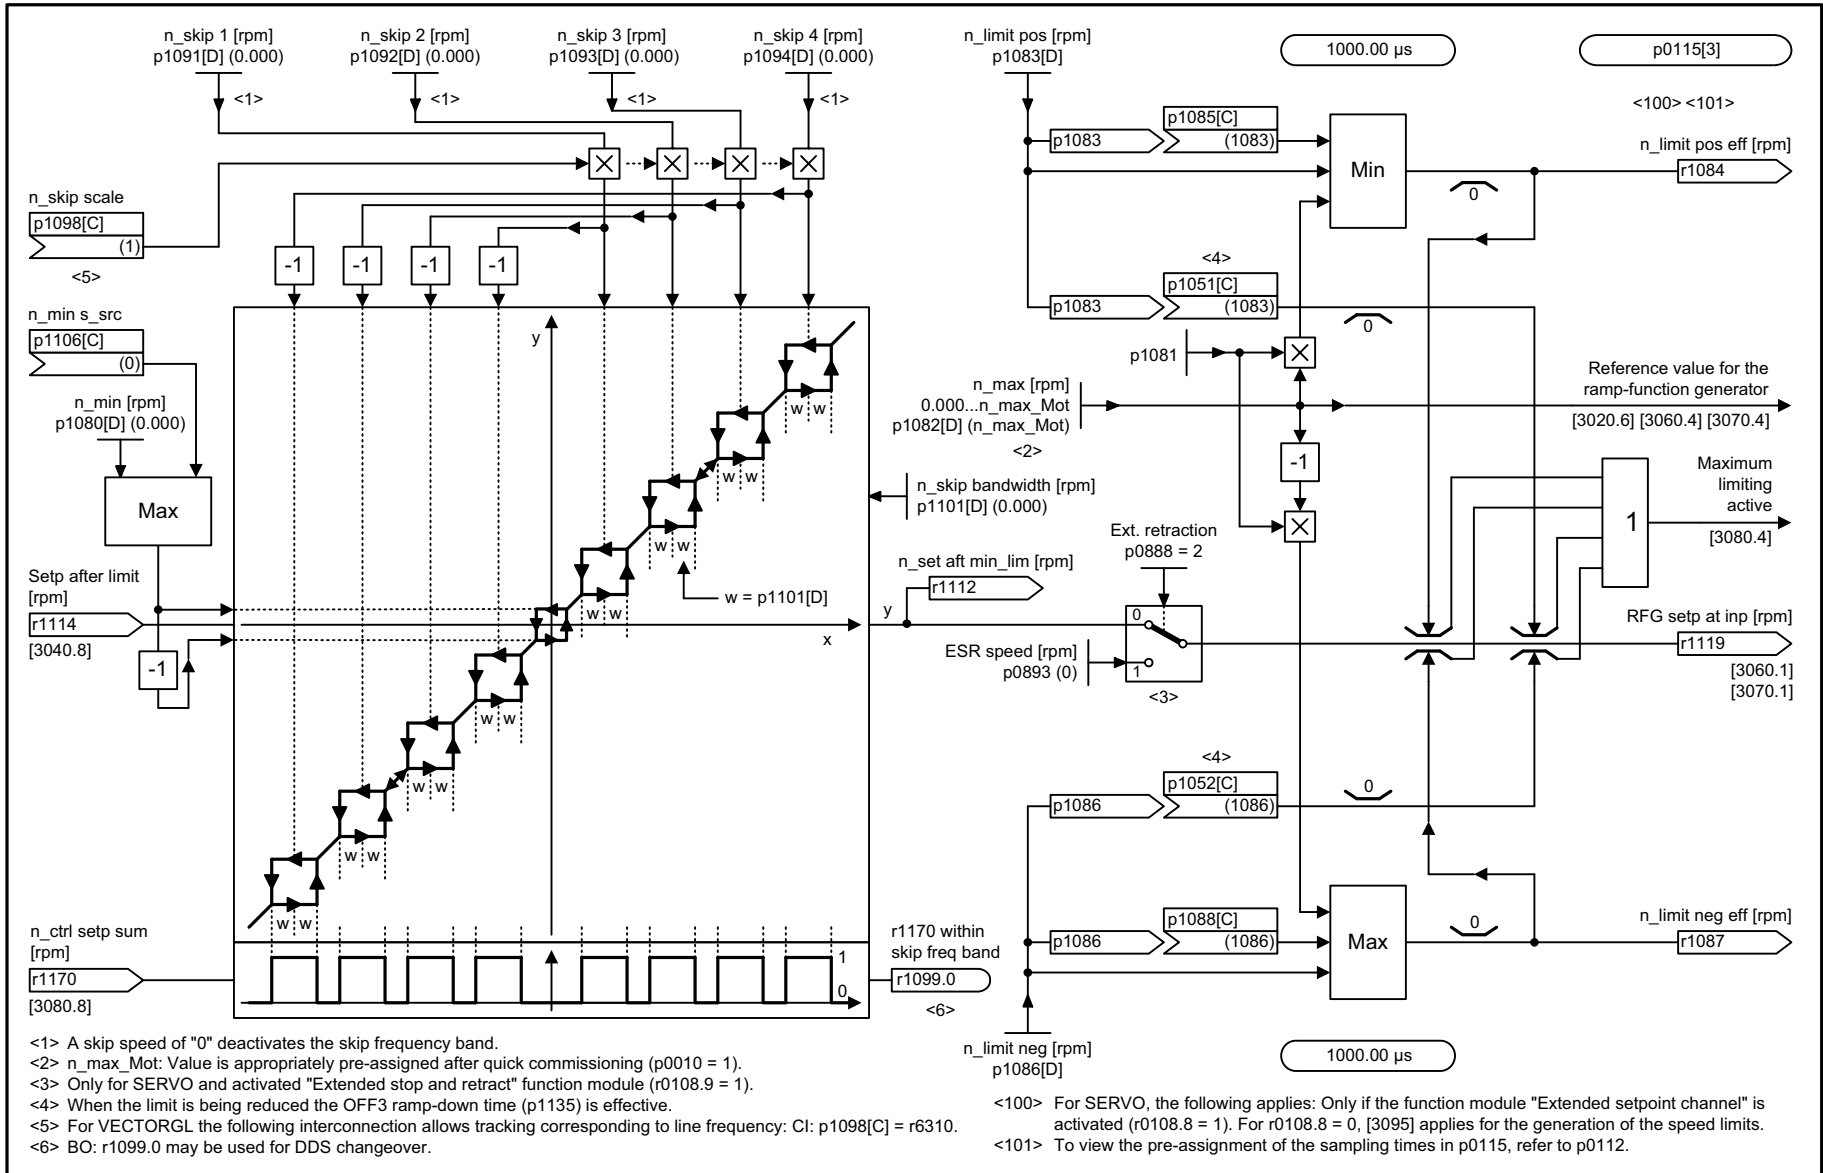 n_skip 1 [rpm]
p1091[D] (0.000)
<1>
n_skip 2 [rpm]
p1092[D] (0.000)
n_skip 3 [rpm]
p1093[D] (0.000)
<1>
n_skip 4 [rpm]
p1094[D] (0.000)
<1>
n_limit pos [rpm]
p1083[D]
1000.00 µs
p0115[3]
<100> <101>
p1083
p1085[C]
(1083)
Min
n_limit pos eff [rpm]
r1084
0
n_skip scale
p1098[C]
(1)
<5>
-1
-1
-1
-1
<4>
p1083
p1051[C]
(1083)
0
n_min s_src
p1106[C]
(0)
n_min [rpm]
p1080[D] (0.000)
Max
y
w w
w w
w w
w w
w w
w w
w w
w w
w = p1101[D]
x
p1081
n_max [rpm]
0.000...n_max_Mot
p1082[D] (n_max_Mot)
<2>
-1
Reference value for the
ramp-function generator
[3020.6] [3060.4] [3070.4]
n_skip bandwidth [rpm]
p1101[D] (0.000)
1
Maximum
limiting
active
[3080.4]
Setp after limit
[rpm]
r1114
[3040.8]
-1
y
n_set aft min_lim [rpm]
r1112
Ext. retraction
p0888 = 2
0
1
<3>
ESR speed [rpm]
p0893 (0)
RFG setp at inp [rpm]
r1119
[3060.1]
[3070.1]
<4>
p1086
p1052[C]
(1086)
0
p1086
p1088[C]
(1086)
Max
0
n_limit neg eff [rpm]
r1087
n_ctrl setp sum
[rpm]
r1170
[3080.8]
1
0
r1170 within
skip freq band
r1099.0
<6>
n_limit neg [rpm]
p1086[D]
1000.00 µs
<1> A skip speed of "0" deactivates the skip frequency band.
<2> n_max_Mot: Value is appropriately pre-assigned after quick commissioning (p0010 = 1).
<3> Only for SERVO and activated "Extended stop and retract" function module (r0108.9 = 1).
<4> When the limit is being reduced the OFF3 ramp-down time (p1135) is effective.
<5> For VECTORGL the following interconnection allows tracking corresponding to line frequency: CI: p1098[C] = r6310.
<6> BO: r1099.0 may be used for DDS changeover.
<100> For SERVO, the following applies: Only if the function module "Extended setpoint channel" is
activated (r0108.8 = 1). For r0108.8 = 0, [3095] applies for the generation of the speed limits.
<101> To view the pre-assignment of the sampling times in p0115, refer to p0112.